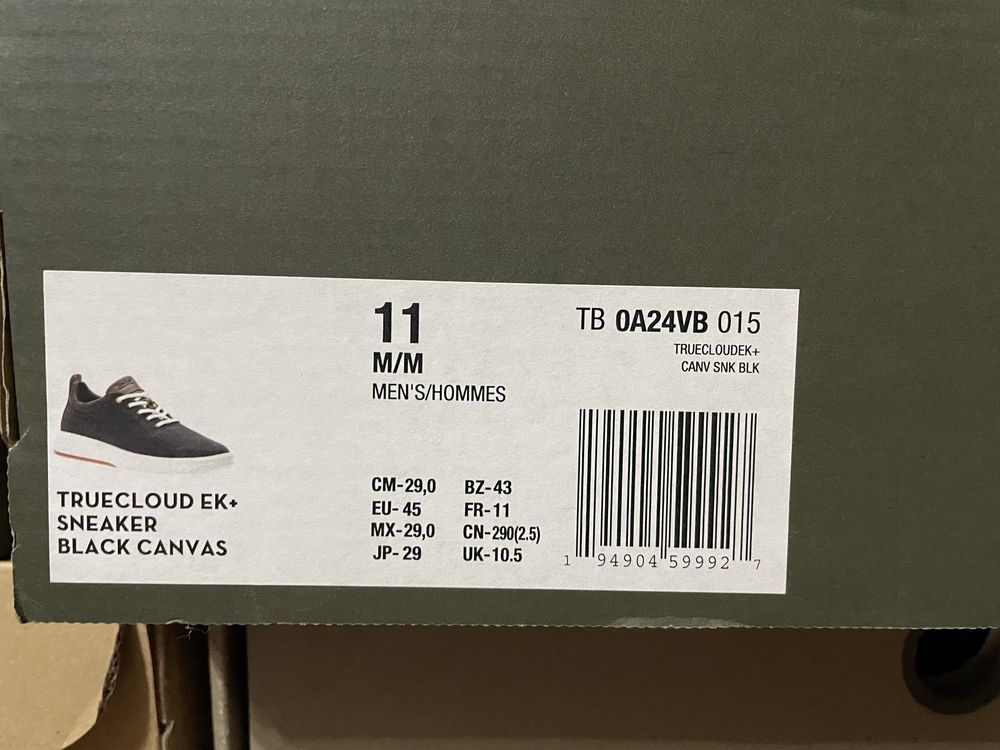 11
M/M
MEN'S/HOMMES
TB 0A24VB 015
TRUECLOUDEK+
CANV SNK BLK
TRUECLOUD EK+
SNEAKER
BLACK CANVAS
CM-29,0 BZ-43
EU-45 FR-11
MX-29,0 CN-290(2.5)
JP-29 UK-10.5
1 94904 59992 7